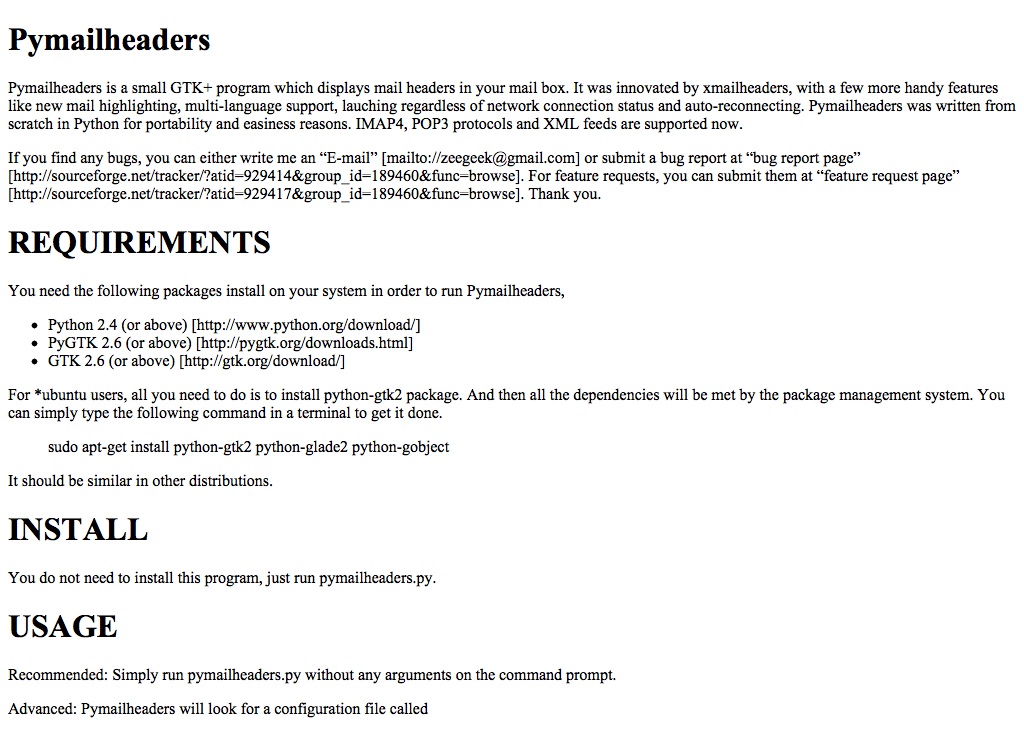 Pymailheaders
Pymailheaders is a small GTK+ program which displays mail headers in your mail box. It was innovated by xmailheaders, with a few more handy features
like new mail highlighting, multi-language support, lauching regardless of network connection status and auto-reconnecting. Pymailheaders was written from
scratch in Python for portability and easiness reasons. IMAP4, POP3 protocols and XML feeds are supported now.
If you find any bugs, you can either write me an “E-mail” [mailto://zeegeek@gmail.com] or submit a bug report at “bug report page”
[http://sourceforge.net/tracker/?atid=929414&group_id=189460&func=browse]. For feature requests, you can submit them at “feature request page”
[http://sourceforge.net/tracker/?atid=929417&group_id=189460&func=browse]. Thank you.
REQUIREMENTS
You need the following packages install on your system in order to run Pymailheaders,
• Python 2.4 (or above) [http://www.python.org/download/]
• PyGTK 2.6 (or above) [http://pygtk.org/downloads.html]
• GTK 2.6 (or above) [http://gtk.org/download/]
For *ubuntu users, all you need to do is to install python-gtk2 package. And then all the dependencies will be met by the package management system. You
can simply type the following command in a terminal to get it done.
sudo apt-get install python-gtk2 python-glade2 python-gobject
It should be similar in other distributions.
INSTALL
You do not need to install this program, just run pymailheaders.py.
USAGE
Recommended: Simply run pymailheaders.py without any arguments on the command prompt.
Advanced: Pymailheaders will look for a configuration file called